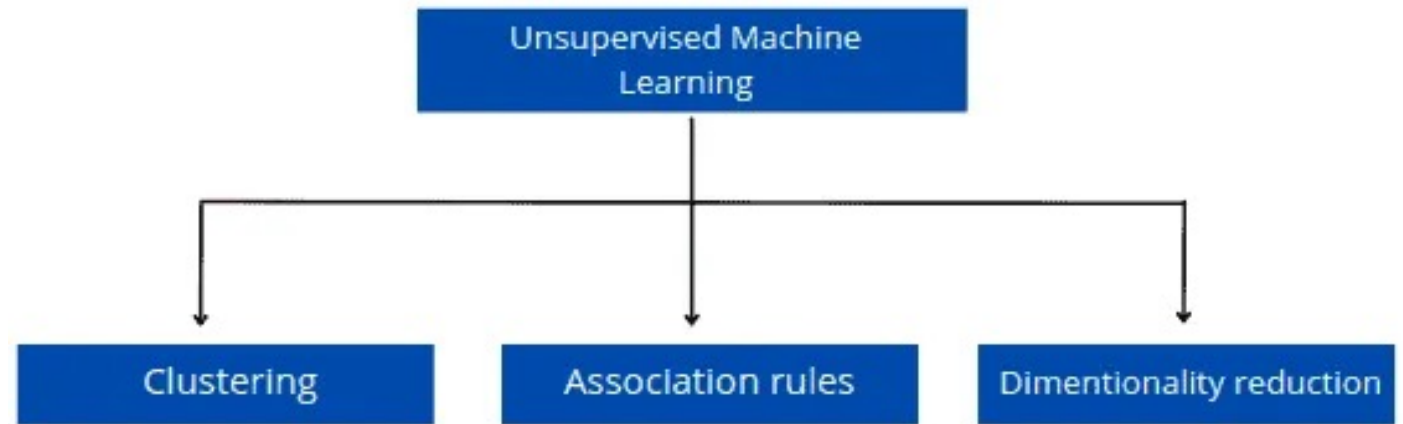 Unsupervised Machine
Learning
Clustering
Association rules
Dimentionality reduction